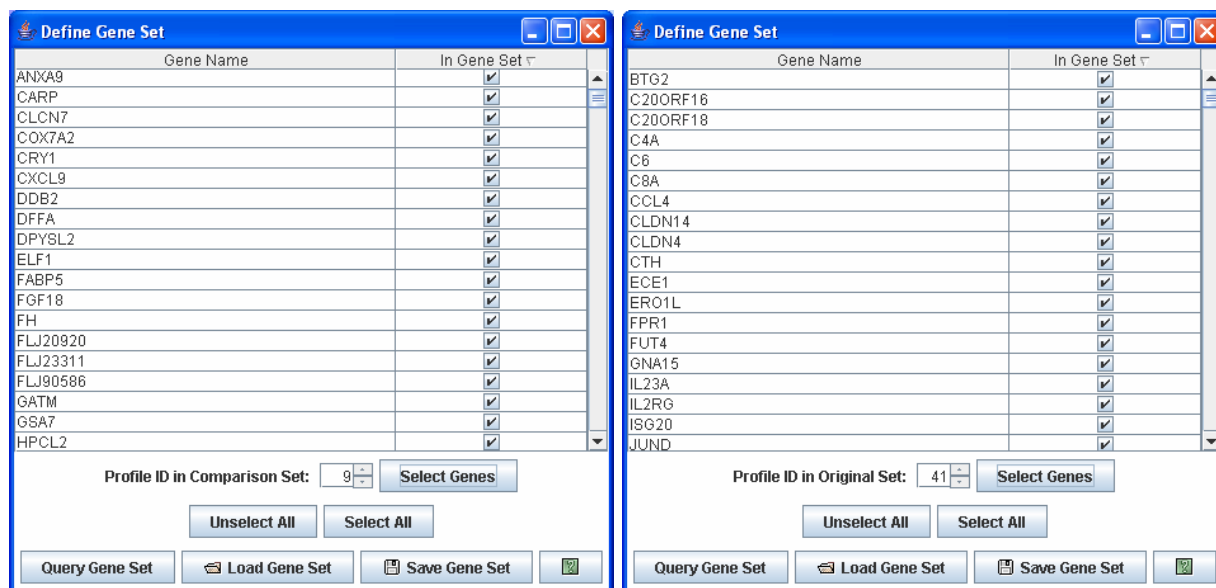 Define Gene Set
Gene Name In Gene Set
ANXA9
CARP
CLCN7
COX7A2
CRY1
CXCL9
DDB2
DFFA
DPYSL2
ELF1
FABP5
FGF18
FH
FLJ20920
FLJ23311
FLJ90586
GATM
GSA7
HPCL2
Profile ID in Comparison Set: 9 Select Genes
Unselect All Select All
Query Gene Set Load Gene Set Save Gene Set ?
Define Gene Set
Gene Name In Gene Set
BTG2
C20ORF16
C20ORF18
C4A
C6
C8A
CCL4
CLDN14
CLDN4
CTH
ECE1
ERO1L
FPR1
FUT4
GNA15
IL23A
IL2RG
ISG20
JUND
Profile ID in Original Set: 41 Select Genes
Unselect All Select All
Query Gene Set Load Gene Set Save Gene Set ?